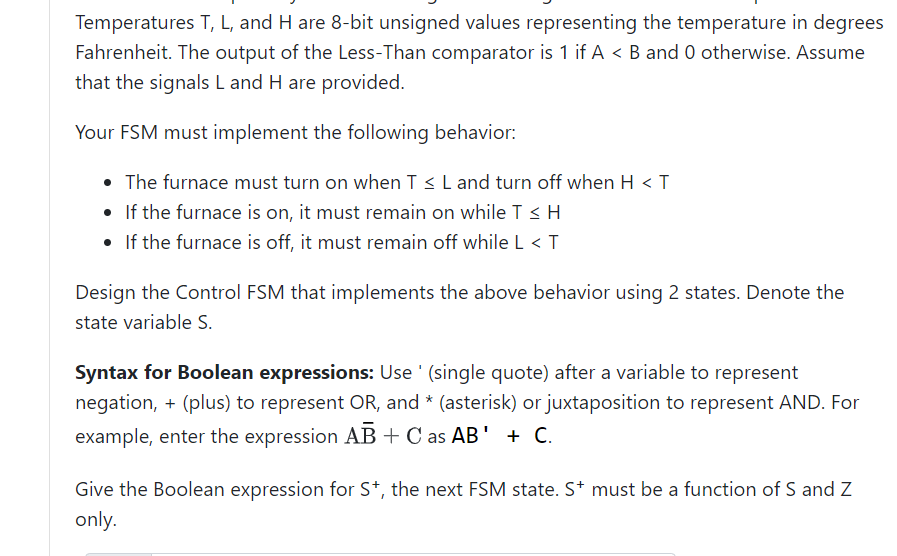 Temperatures T, L, and H are 8-bit unsigned values representing the temperature in degrees
Fahrenheit. The output of the Less-Than comparator is 1 if A < B and 0 otherwise. Assume
that the signals L and H are provided.
Your FSM must implement the following behavior:
• The furnace must turn on when T ≤ L and turn off when H < T
• If the furnace is on, it must remain on while T ≤ H
• If the furnace is off, it must remain off while L < T
Design the Control FSM that implements the above behavior using 2 states. Denote the
state variable S.
Syntax for Boolean expressions: Use ' (single quote) after a variable to represent
negation, + (plus) to represent OR, and * (asterisk) or juxtaposition to represent AND. For
example, enter the expression AB̅ + C as AB' + C.
Give the Boolean expression for S⁺, the next FSM state. S⁺ must be a function of S and Z
only.